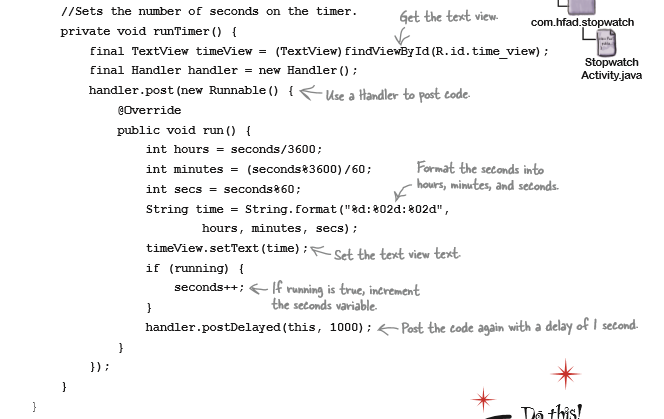 //Sets the number of seconds on the timer.
Get the text view.
com.hfad.stopwatch
private void runTimer() {
final TextView timeView = (TextView)findViewById(R.id.time_view);
Stopwatch
Activity.java
final Handler handler = new Handler();
handler.post(new Runnable() {
Use a Handler to post code.
@Override
public void run() {
int hours = seconds/3600;
int minutes = (seconds%3600)/60;
Format the seconds into
hours, minutes, and seconds.
int secs = seconds%60;
String time = String.format("%d:%02d:%02d",
hours, minutes, secs);
timeView.setText(time);
Set the text view text.
if (running) {
seconds++;
If running is true, increment
the seconds variable.
}
handler.postDelayed(this, 1000);
Post the code again with a delay of 1 second.
}
});
}
}
Do this!